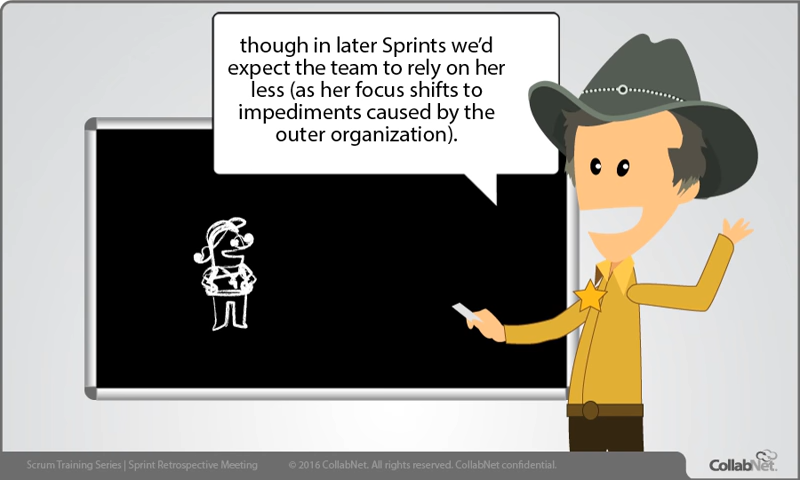 though in later Sprints we'd
expect the team to rely on her
less (as her focus shifts to
impediments caused by the
outer organization).
Scrum Training Series | Sprint Retrospective Meeting © 2016 CollabNet. All rights reserved. CollabNet confidential.
CollabNet.